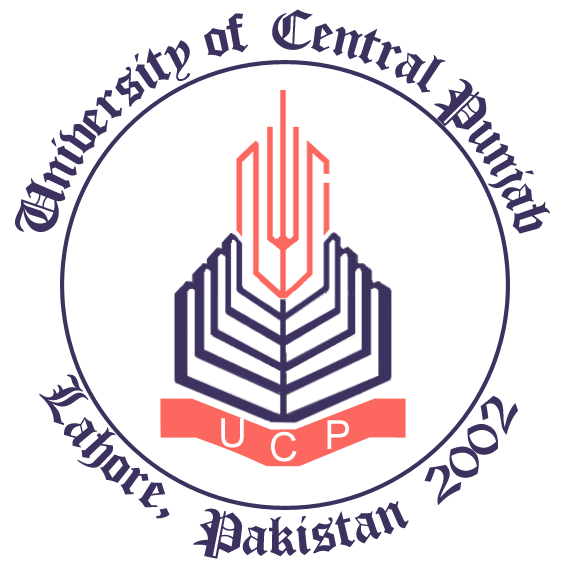 University of Central Punjab
UCP
Lahore, Pakistan 2002